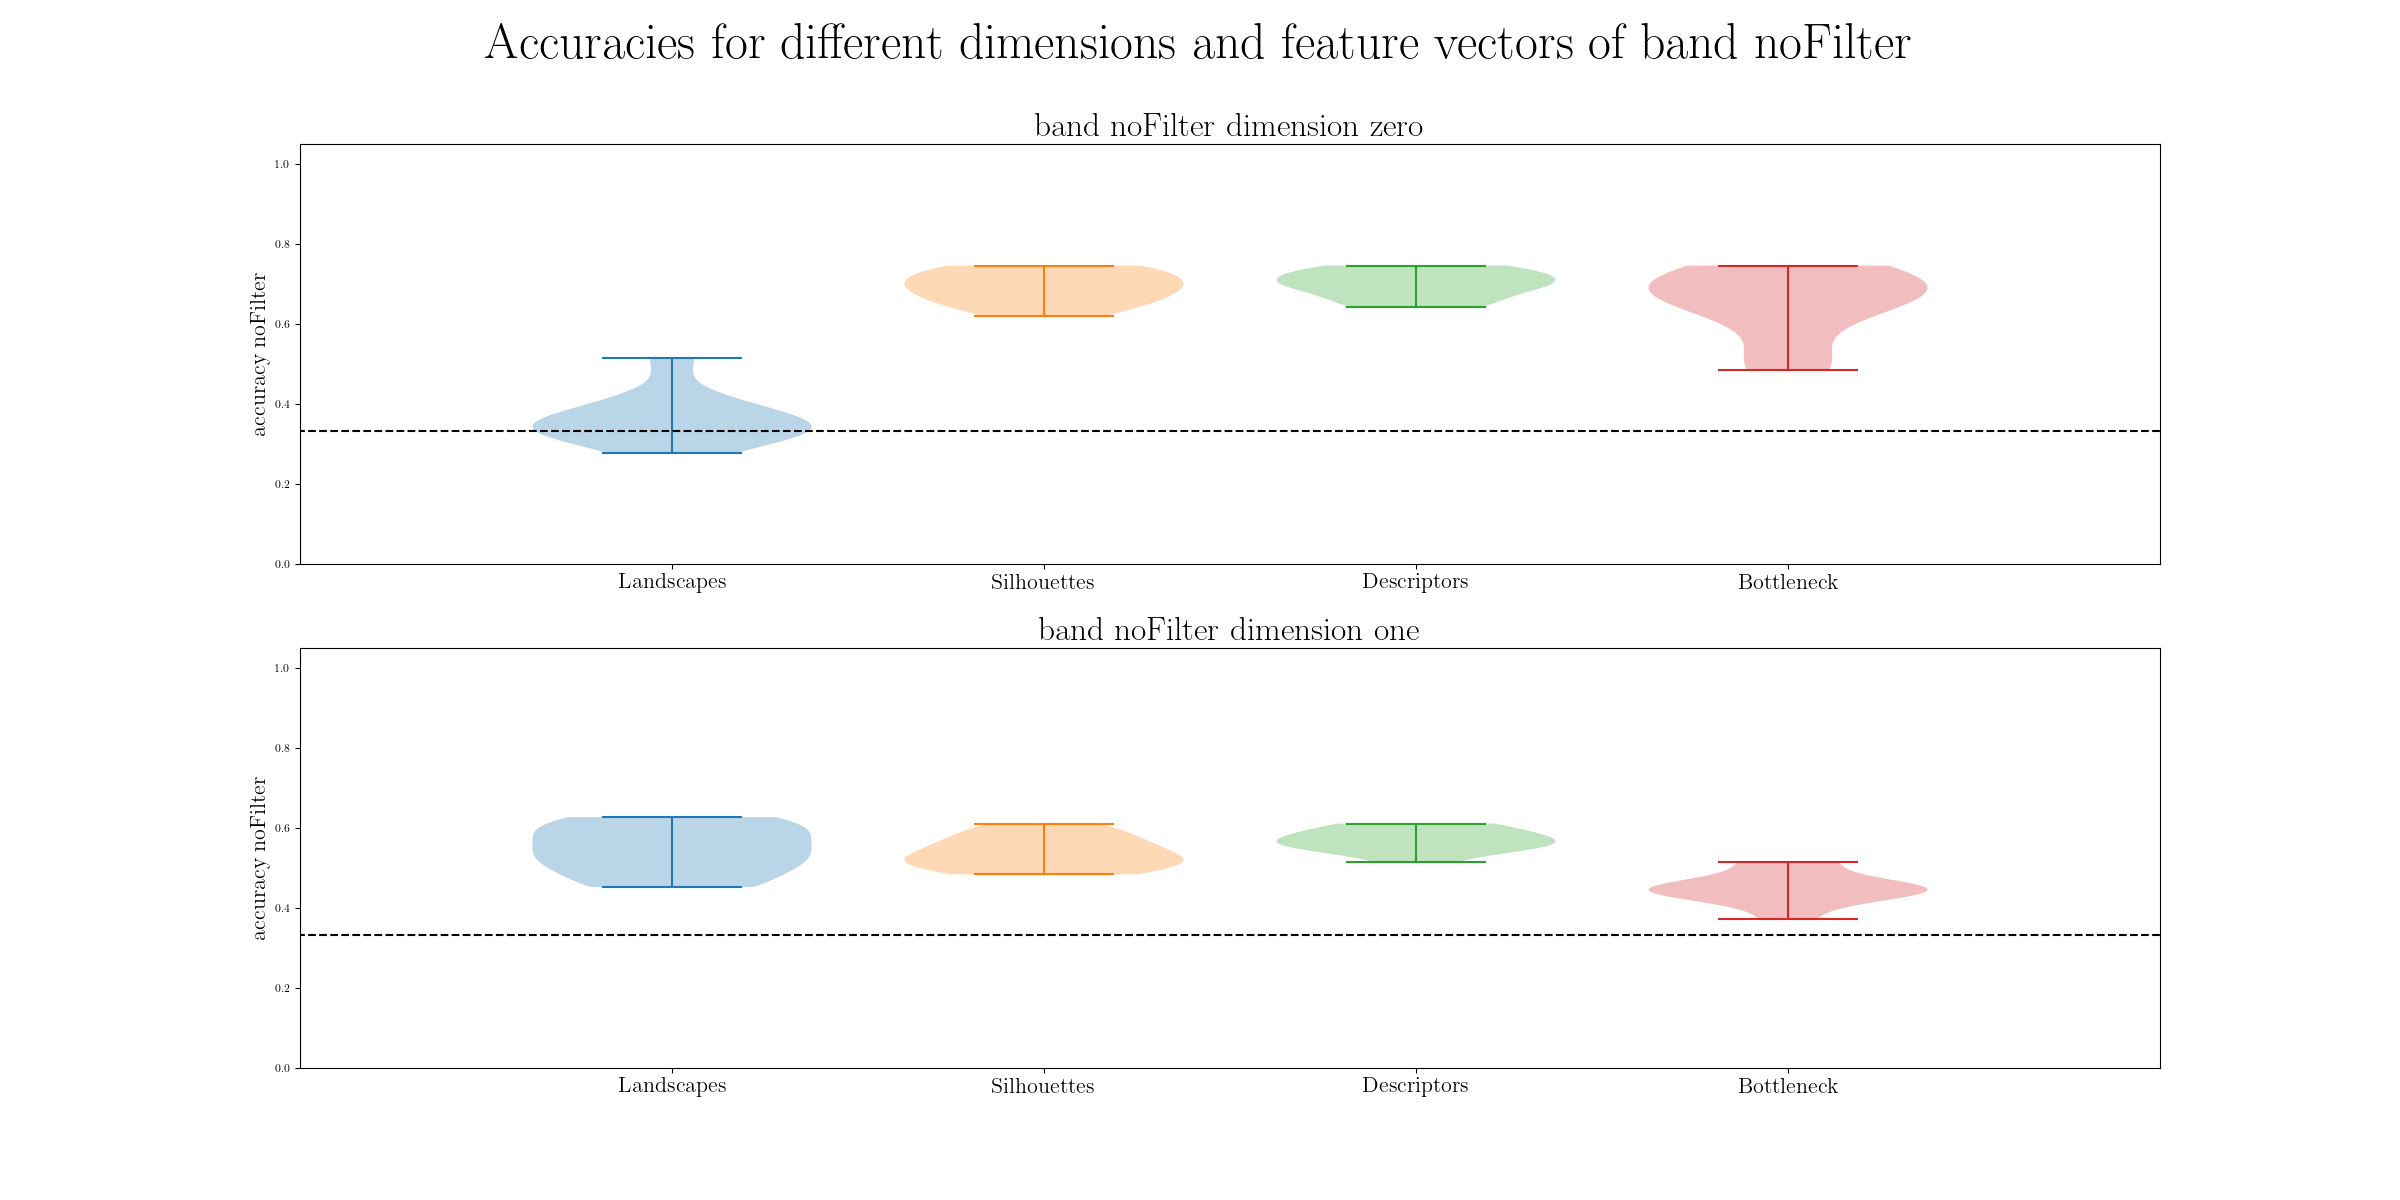 Accuracies for different dimensions and feature vectors of band noFilter
band noFilter dimension zero
1.0
0.8
0.6
0.4
0.2
0.0
accuracy noFilter
Landscapes Silhouettes Descriptors Bottleneck
band noFilter dimension one
1.0
0.8
0.6
0.4
0.2
0.0
accuracy noFilter
Landscapes Silhouettes Descriptors Bottleneck